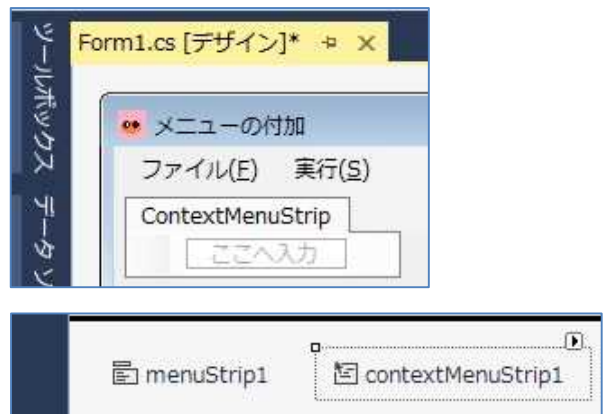 ツールボックス
データ ソ
Form1.cs [デザイン]*
メニューの付加
ファイル(F) 実行(S)
ContextMenuStrip
ここへ入力
menuStrip1 contextMenuStrip1